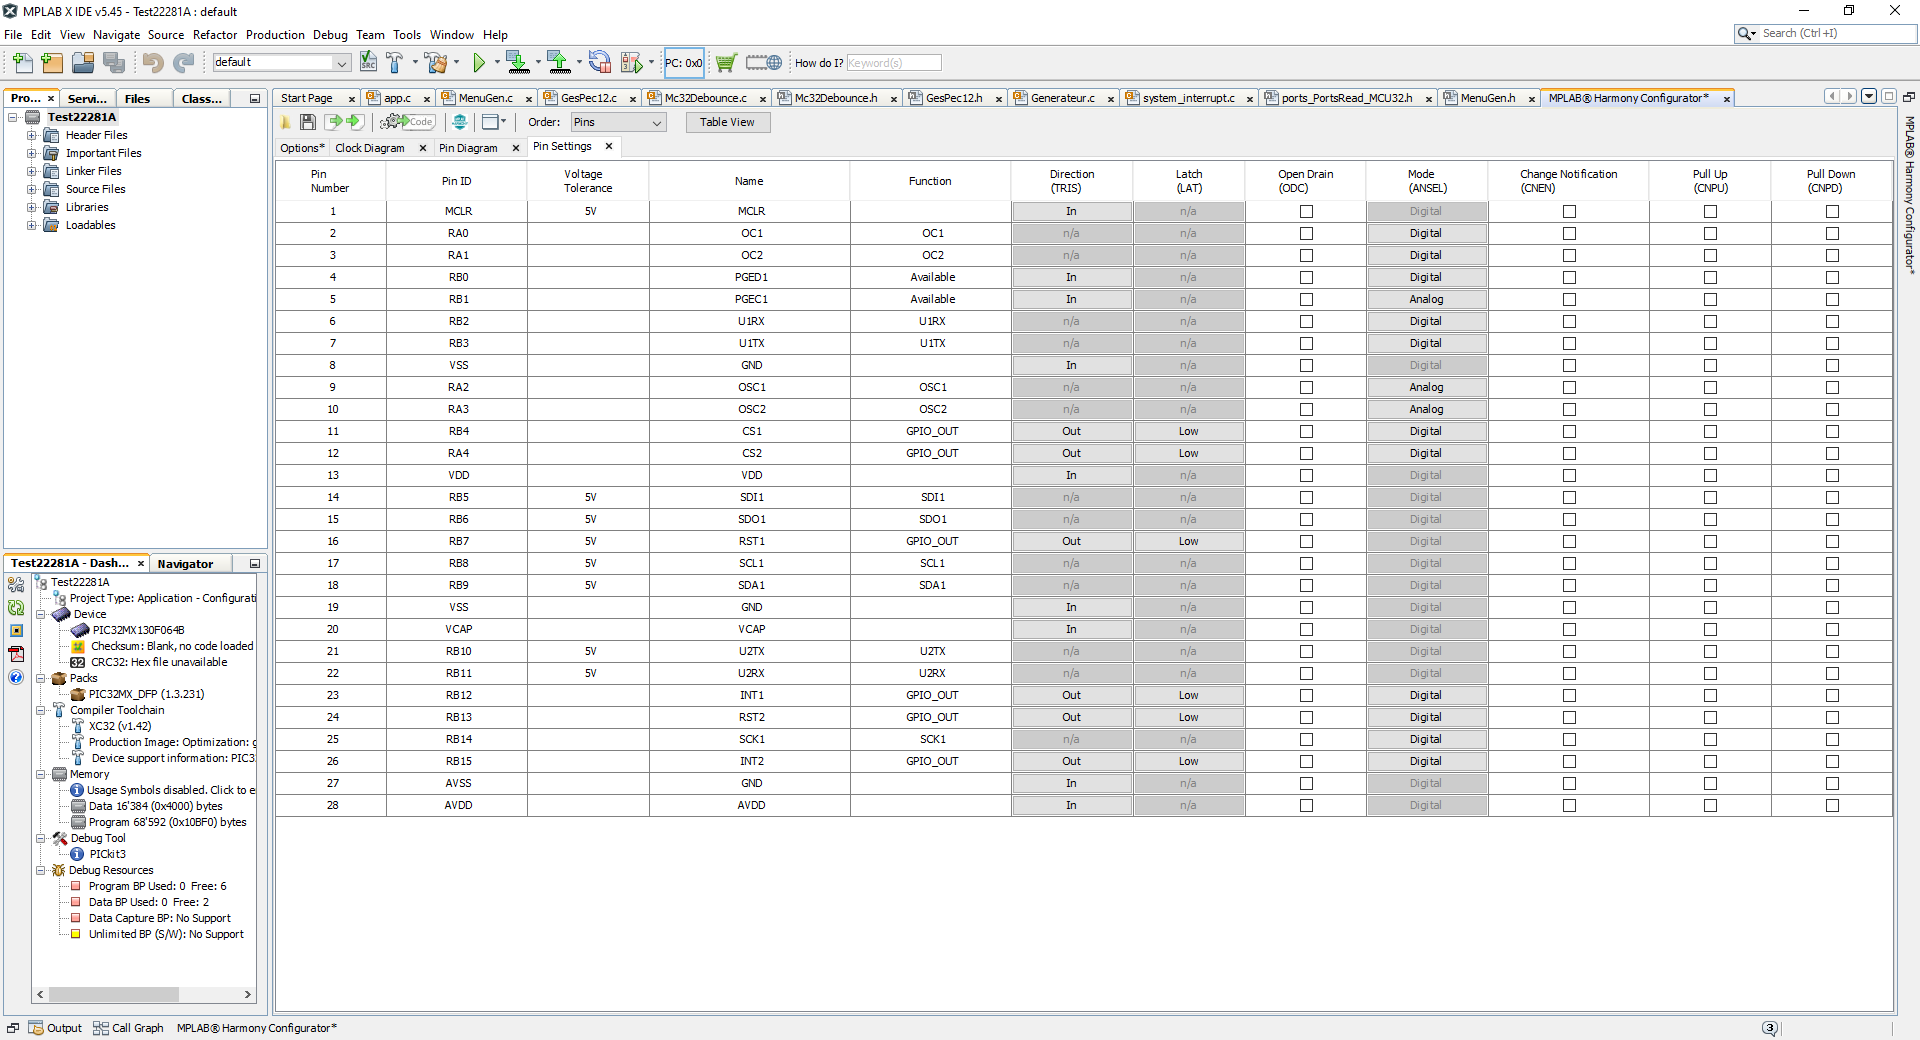 MPLAB X IDE v5.45 - Test22281A : default
File Edit View Navigate Source Refactor Production Debug Team Tools Window Help
Search (Ctrl+I)
default
PC: 0x0
How do I? Keyword(s)
Pro... Servi... Files Class...
Start Page app.c MenuGen.c GesPec12.c Mc32Debounce.c Mc32Debounce.h GesPec12.h Generateur.c system_interrupt.c ports_PortsRead_MCU32.h MenuGen.h MPLAB® Harmony Configurator*
Test22281A
Header Files
Important Files
Linker Files
Source Files
Libraries
Loadables
Code Order: Pins Table View
Options* Clock Diagram Pin Diagram Pin Settings
Pin Number Pin ID Voltage Tolerance Name Function Direction (TRIS) Latch (LAT) Open Drain (ODC) Mode (ANSEL) Change Notification (CNEN) Pull Up (CNPU) Pull Down (CNPD)
1 MCLR 5V MCLR In n/a Digital
2 RA0 OC1 OC1 n/a n/a Digital
3 RA1 OC2 OC2 n/a n/a Digital
4 RB0 PGED1 Available In n/a Digital
5 RB1 PGEC1 Available In n/a Analog
6 RB2 U1RX U1RX n/a n/a Digital
7 RB3 U1TX U1TX n/a n/a Digital
8 VSS GND In n/a Digital
9 RA2 OSC1 OSC1 n/a n/a Analog
10 RA3 OSC2 OSC2 n/a n/a Analog
11 RB4 CS1 GPIO_OUT Out Low Digital
12 RA4 CS2 GPIO_OUT Out Low Digital
13 VDD VDD In n/a Digital
14 RB5 5V SDI1 SDI1 n/a n/a Digital
15 RB6 5V SDO1 SDO1 n/a n/a Digital
16 RB7 5V RST1 GPIO_OUT Out Low Digital
17 RB8 5V SCL1 SCL1 n/a n/a Digital
18 RB9 5V SDA1 SDA1 n/a n/a Digital
19 VSS GND In n/a Digital
20 VCAP VCAP In n/a Digital
21 RB10 5V U2TX U2TX n/a n/a Digital
22 RB11 5V U2RX U2RX n/a n/a Digital
23 RB12 INT1 GPIO_OUT Out Low Digital
24 RB13 RST2 GPIO_OUT Out Low Digital
25 RB14 SCK1 SCK1 n/a n/a Digital
26 RB15 INT2 GPIO_OUT Out Low Digital
27 AVSS GND In n/a Digital
28 AVDD AVDD In n/a Digital
MPLAB® Harmony Configurator*
Test22281A - Dash... Navigator
Test22281A
Project Type: Application - Configurati
Device
PIC32MX130F064B
Checksum: Blank, no code loaded
CRC32: Hex file unavailable
Packs
PIC32MX_DFP (1.3.231)
Compiler Toolchain
XC32 (v1.42)
Production Image: Optimization: g
Device support information: PIC3
Memory
Usage Symbols disabled. Click to e
Data 16'384 (0x4000) bytes
Program 68'592 (0x10BF0) bytes
Debug Tool
PICkit3
Debug Resources
Program BP Used: 0 Free: 6
Data BP Used: 0 Free: 2
Data Capture BP: No Support
Unlimited BP (S/W): No Support
Output Call Graph MPLAB® Harmony Configurator*
3